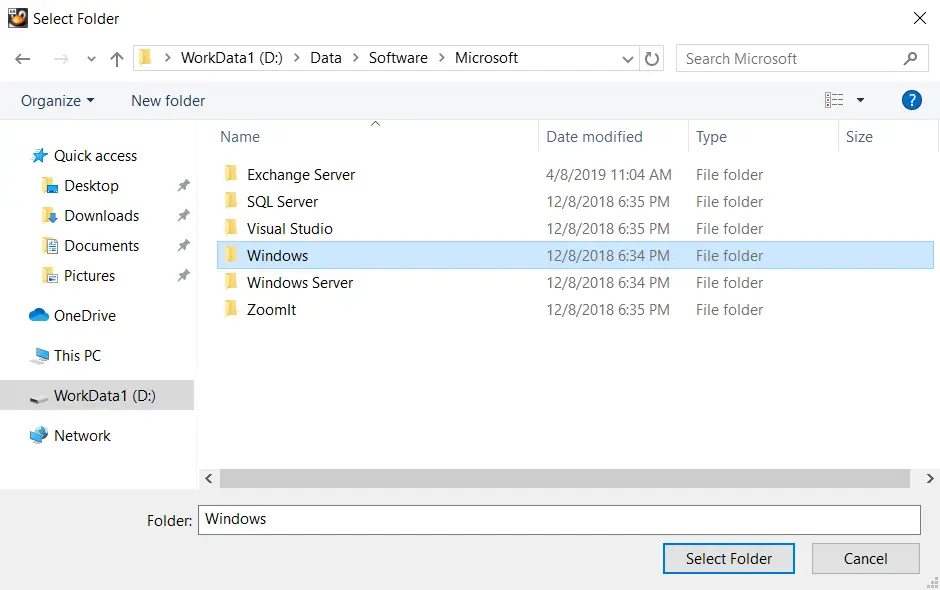 Select Folder
WorkData1 (D:) > Data > Software > Microsoft
Search Microsoft
Organize
New folder
?
Name Date modified Type Size
Quick access
Desktop
Downloads
Documents
Pictures
OneDrive
This PC
WorkData1 (D:)
Network
Exchange Server 4/8/2019 11:04 AM File folder
SQL Server 12/8/2018 6:35 PM File folder
Visual Studio 12/8/2018 6:35 PM File folder
Windows 12/8/2018 6:34 PM File folder
Windows Server 12/8/2018 6:34 PM File folder
ZoomIt 12/8/2018 6:35 PM File folder
Folder: Windows
Select Folder Cancel